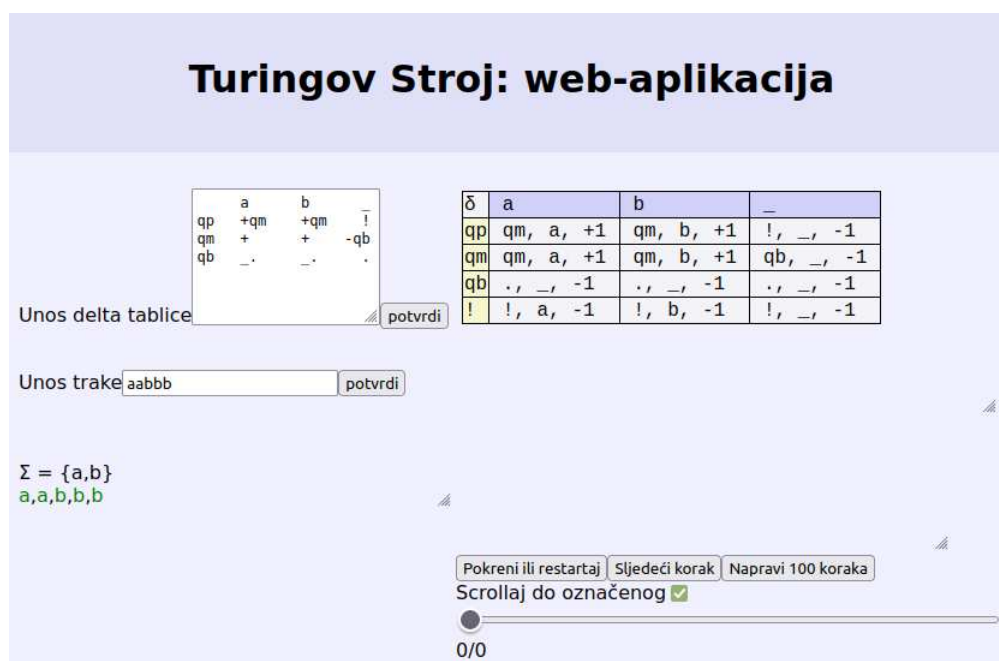 Turingov Stroj: web-aplikacija
a b _
qp +qm +qm !
qm + + -qb
qb _. _. .
Unos delta tablice
potvrdi
δ a b _
qp qm, a, +1 qm, b, +1 !, _, -1
qm qm, a, +1 qm, b, +1 qb, _, -1
qb ., _, -1 ., _, -1 ., _, -1
! !, a, -1 !, b, -1 !, _, -1
Unos trake aabbb potvrdi
Σ = {a,b}
a,a,b,b,b
Pokreni ili restartaj Sljedeći korak Napravi 100 koraka
Scrollaj do označenog
0/0